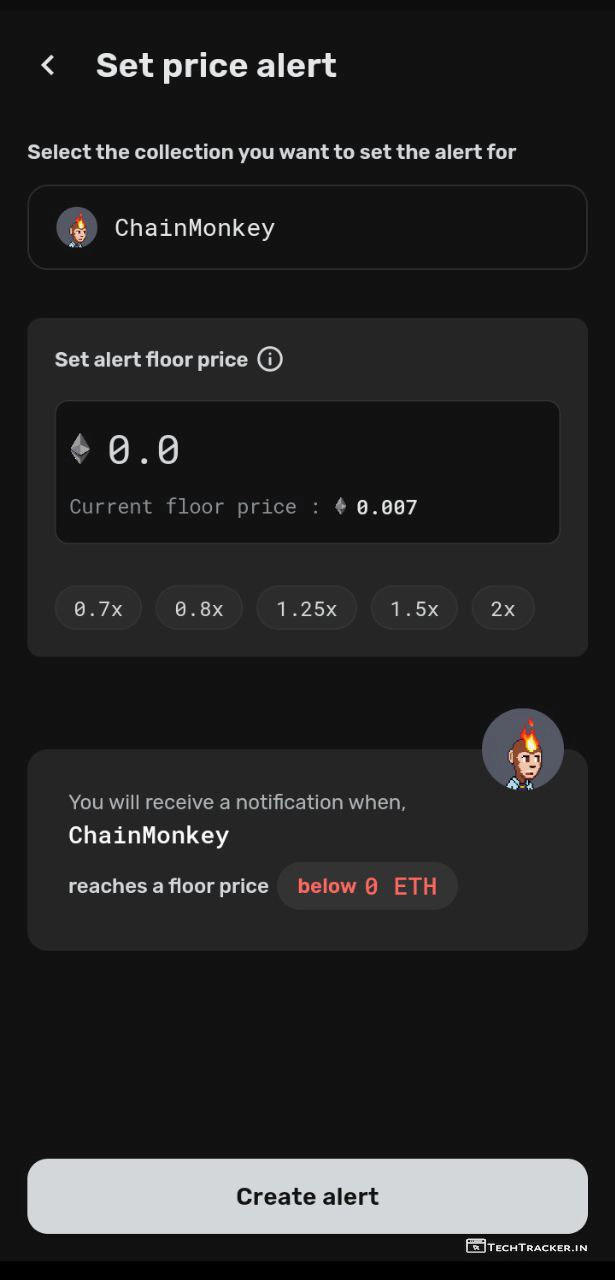 Set price alert
Select the collection you want to set the alert for
ChainMonkey
Set alert floor price
0.0
Current floor price : 0.007
0.7x 0.8x 1.25x 1.5x 2x
You will receive a notification when,
ChainMonkey
reaches a floor price below 0 ETH
Create alert
TECHTRACKER.IN